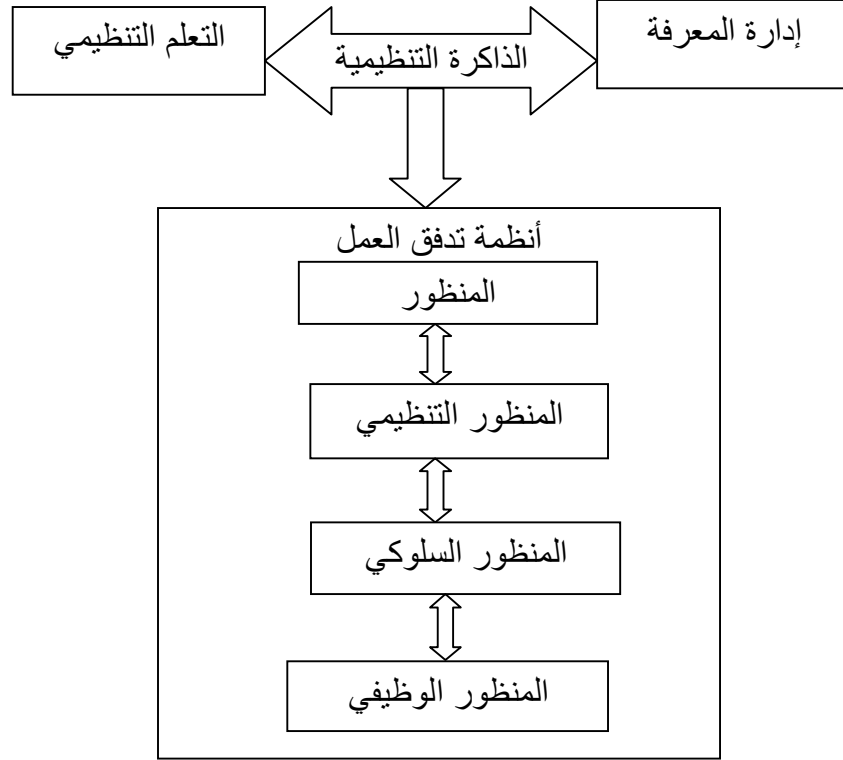 إدارة المعرفة
الذاكرة التنظيمية
التعلم التنظيمي
أنظمة تدفق العمل
المنظور
المنظور التنظيمي
المنظور السلوكي
المنظور الوظيفي